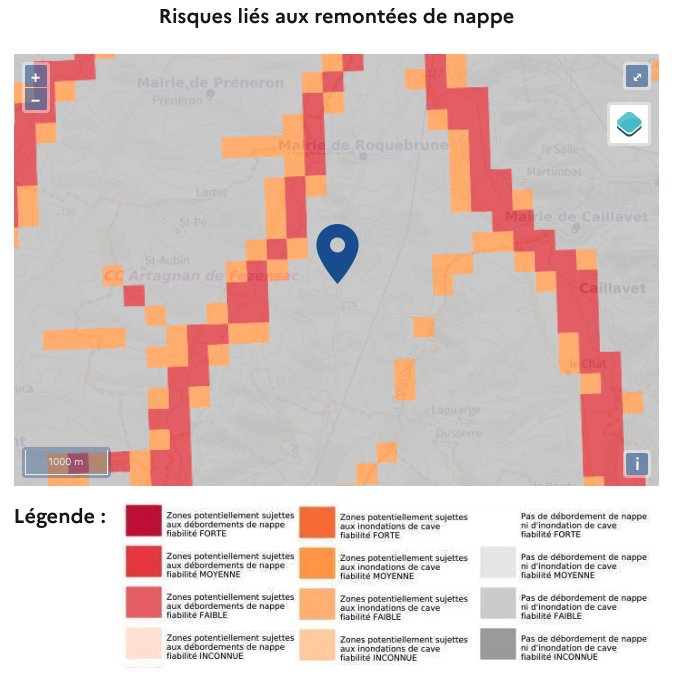 Risques liés aux remontées de nappe
+
−
Mairie de Préneron
Préneron
Mairie de Roquebrune
la Salle
Martimbat
Lartet
St-Pé
Mairie de Caillavet
St-Aubin
CC Artagnan de Fezensac
Caillavet
le Chat
Laouarge
Dusserre
1000 m
i
Légende :
Zones potentiellement sujettes
aux débordements de nappe
fiabilité FORTE
Zones potentiellement sujettes
aux inondations de cave
fiabilité FORTE
Pas de débordement de nappe
ni d'inondation de cave
fiabilité FORTE
Zones potentiellement sujettes
aux débordements de nappe
fiabilité MOYENNE
Zones potentiellement sujettes
aux inondations de cave
fiabilité MOYENNE
Pas de débordement de nappe
ni d'inondation de cave
fiabilité MOYENNE
Zones potentiellement sujettes
aux débordements de nappe
fiabilité FAIBLE
Zones potentiellement sujettes
aux inondations de cave
fiabilité FAIBLE
Pas de débordement de nappe
ni d'inondation de cave
fiabilité FAIBLE
Zones potentiellement sujettes
aux débordements de nappe
fiabilité INCONNUE
Zones potentiellement sujettes
aux inondations de cave
fiabilité INCONNUE
Pas de débordement de nappe
ni d'inondation de cave
fiabilité INCONNUE